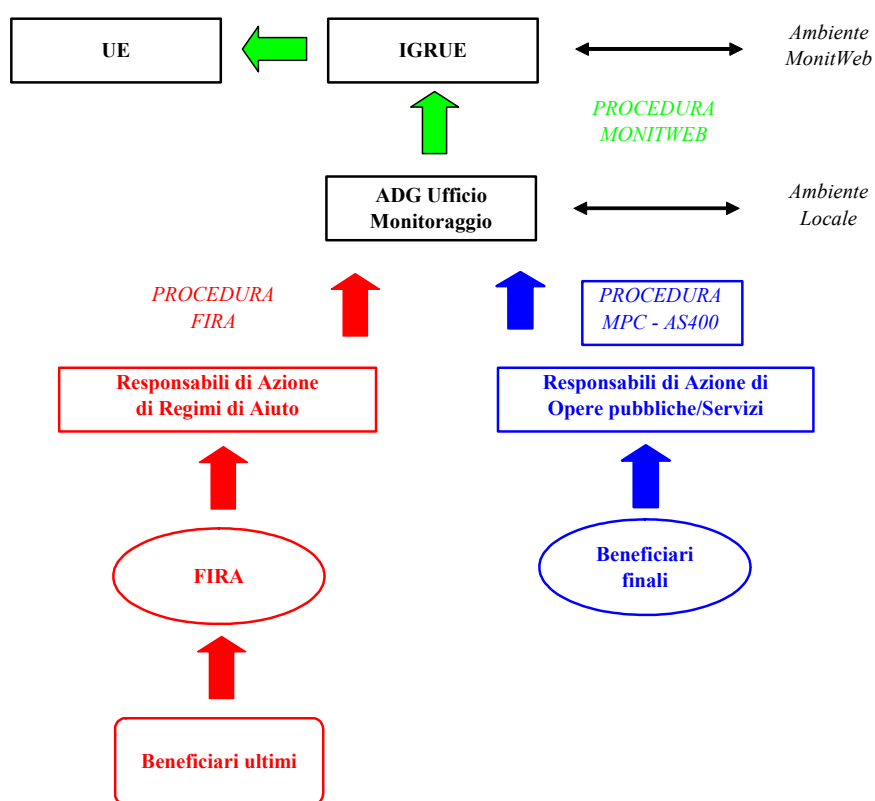 UE
IGRUE
Ambiente
MonitWeb
PROCEDURA
MONITWEB
ADG Ufficio
Monitoraggio
Ambiente
Locale
PROCEDURA
FIRA
PROCEDURA
MPC - AS400
Responsabili di Azione
di Regimi di Aiuto
Responsabili di Azione di
Opere pubbliche/Servizi
FIRA
Beneficiari
finali
Beneficiari ultimi